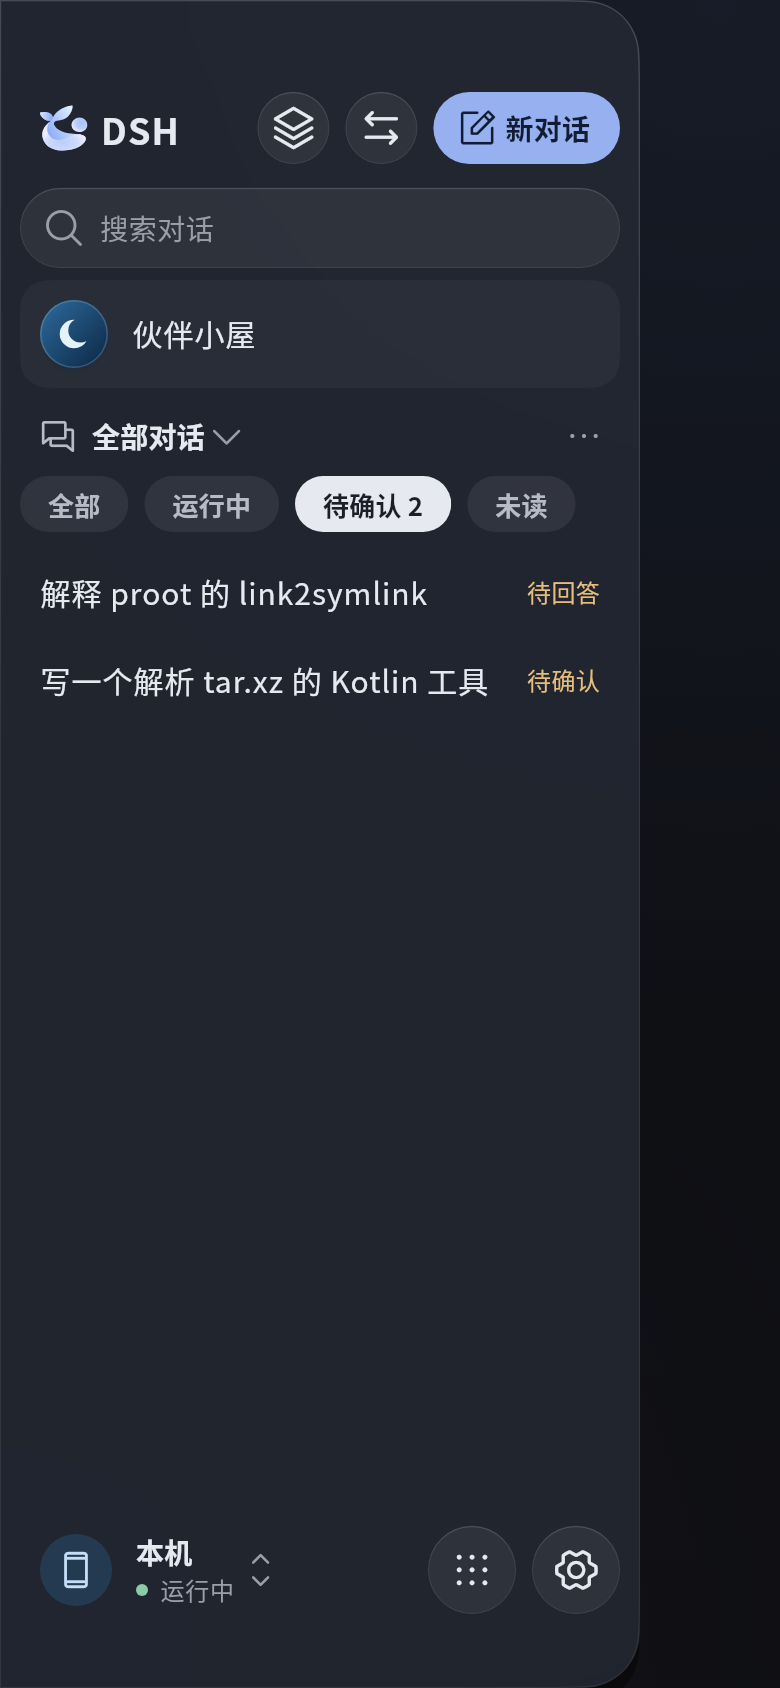 DSH
新对话
搜索对话
伙伴小屋
全部对话
全部 运行中 待确认 2 未读
解释 proot 的 link2symlink 待回答
写一个解析 tar.xz 的 Kotlin 工具 待确认
本机
运行中